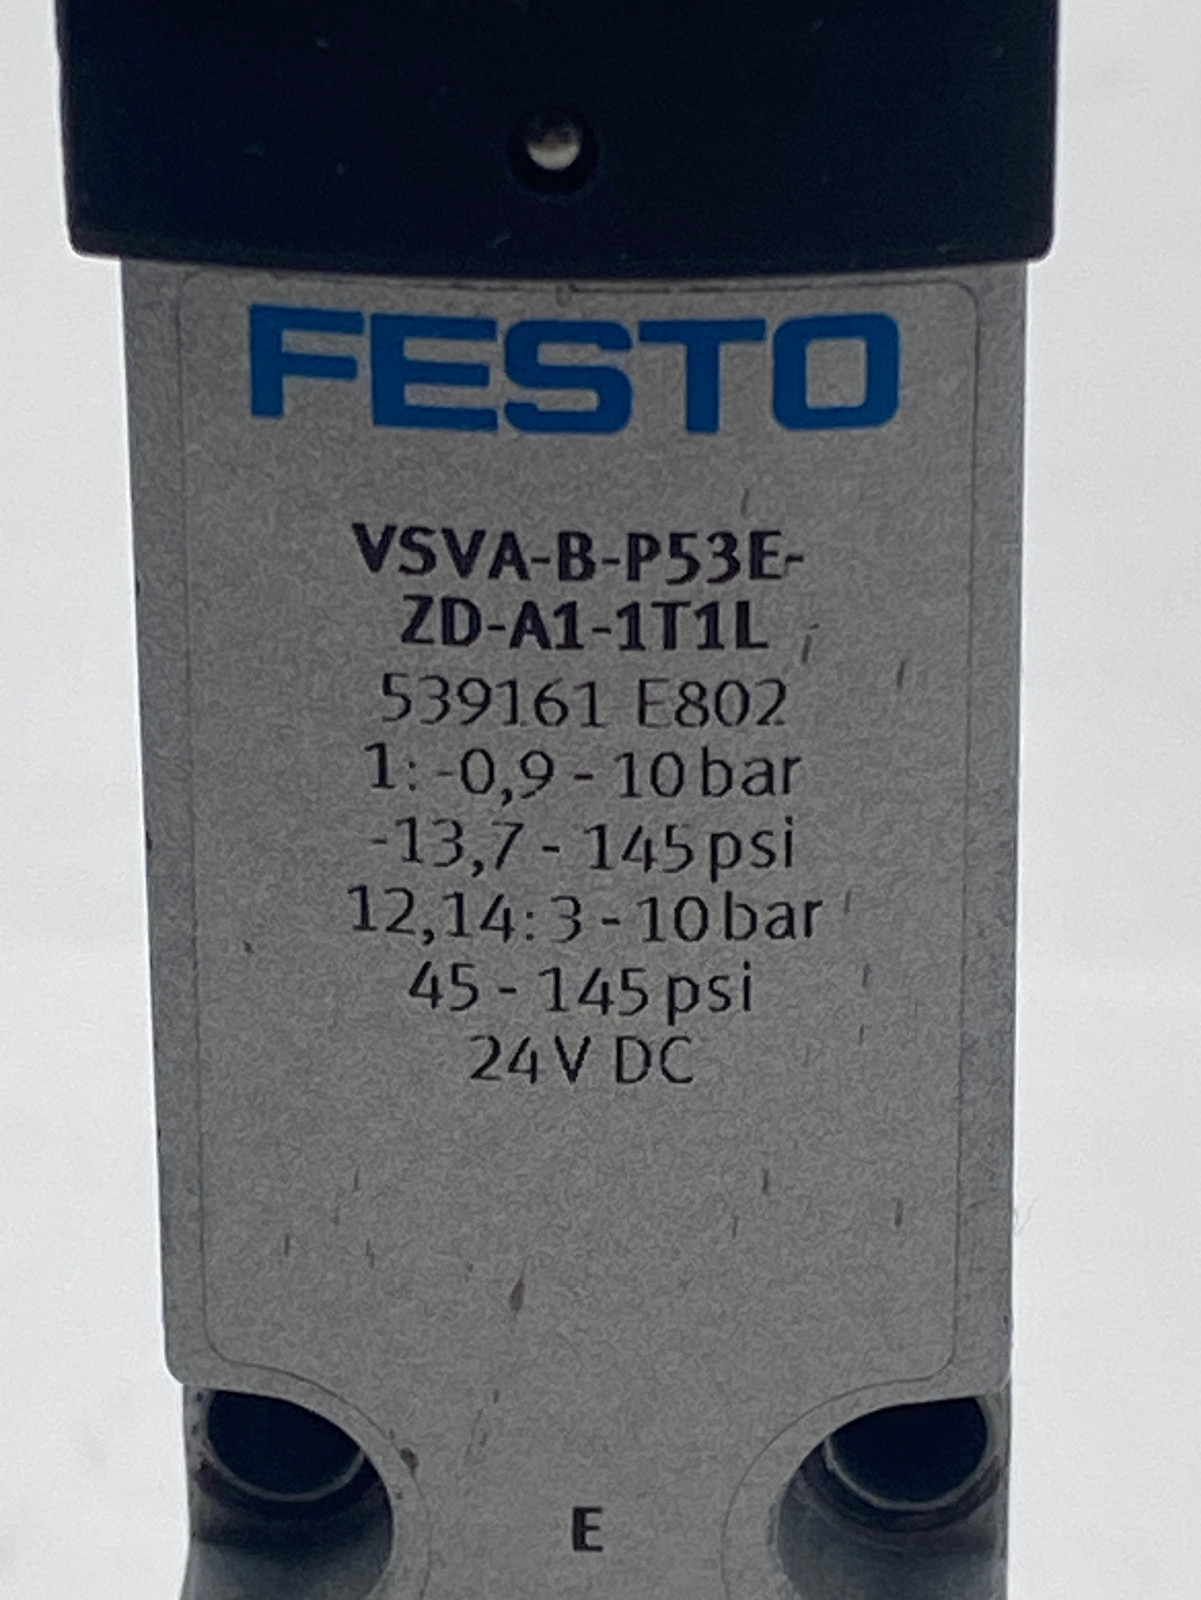 FESTO
VSVA-B-P53E-
ZD-A1-1T1L
539161 E802
1: -0,9 - 10 bar
-13,7 - 145 psi
12,14: 3 - 10 bar
45 - 145 psi
24V DC
E